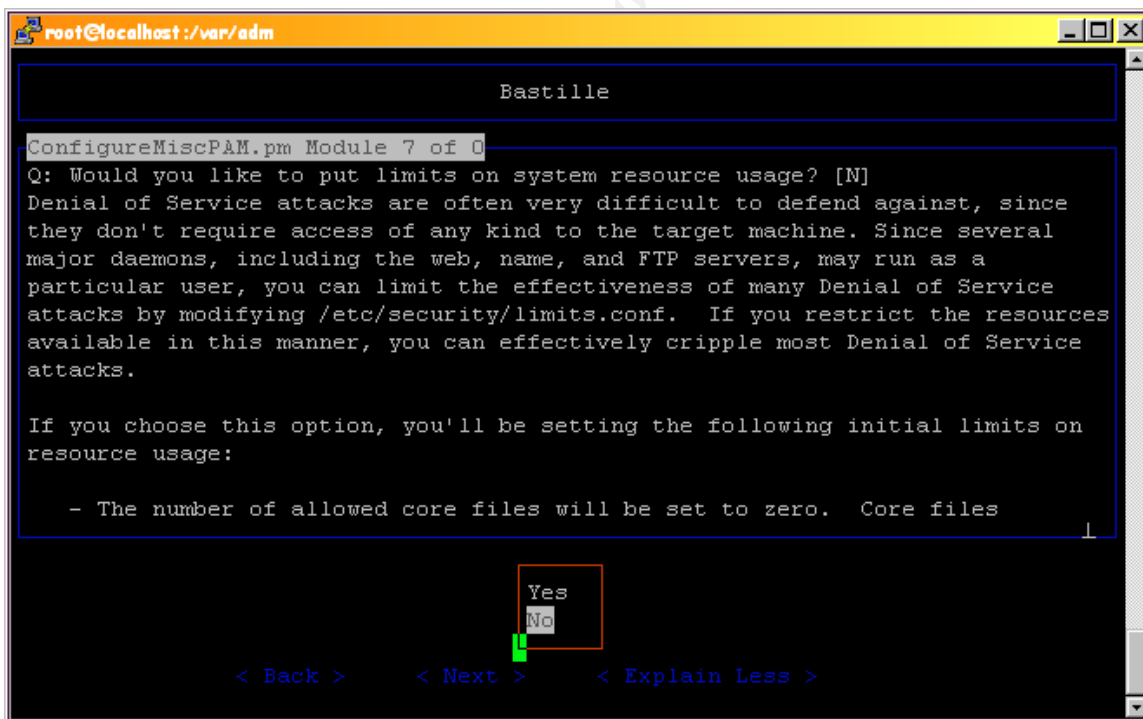 root@localhost:/var/adm
Bastille
ConfigureMiscPAM.pm Module 7 of 0
Q: Would you like to put limits on system resource usage? [N]
Denial of Service attacks are often very difficult to defend against, since
they don't require access of any kind to the target machine. Since several
major daemons, including the web, name, and FTP servers, may run as a
particular user, you can limit the effectiveness of many Denial of Service
attacks by modifying /etc/security/limits.conf.  If you restrict the resources
available in this manner, you can effectively cripple most Denial of Service
attacks.
If you choose this option, you'll be setting the following initial limits on
resource usage:
- The number of allowed core files will be set to zero.  Core files
Yes
No
< Back > < Next > < Explain Less >